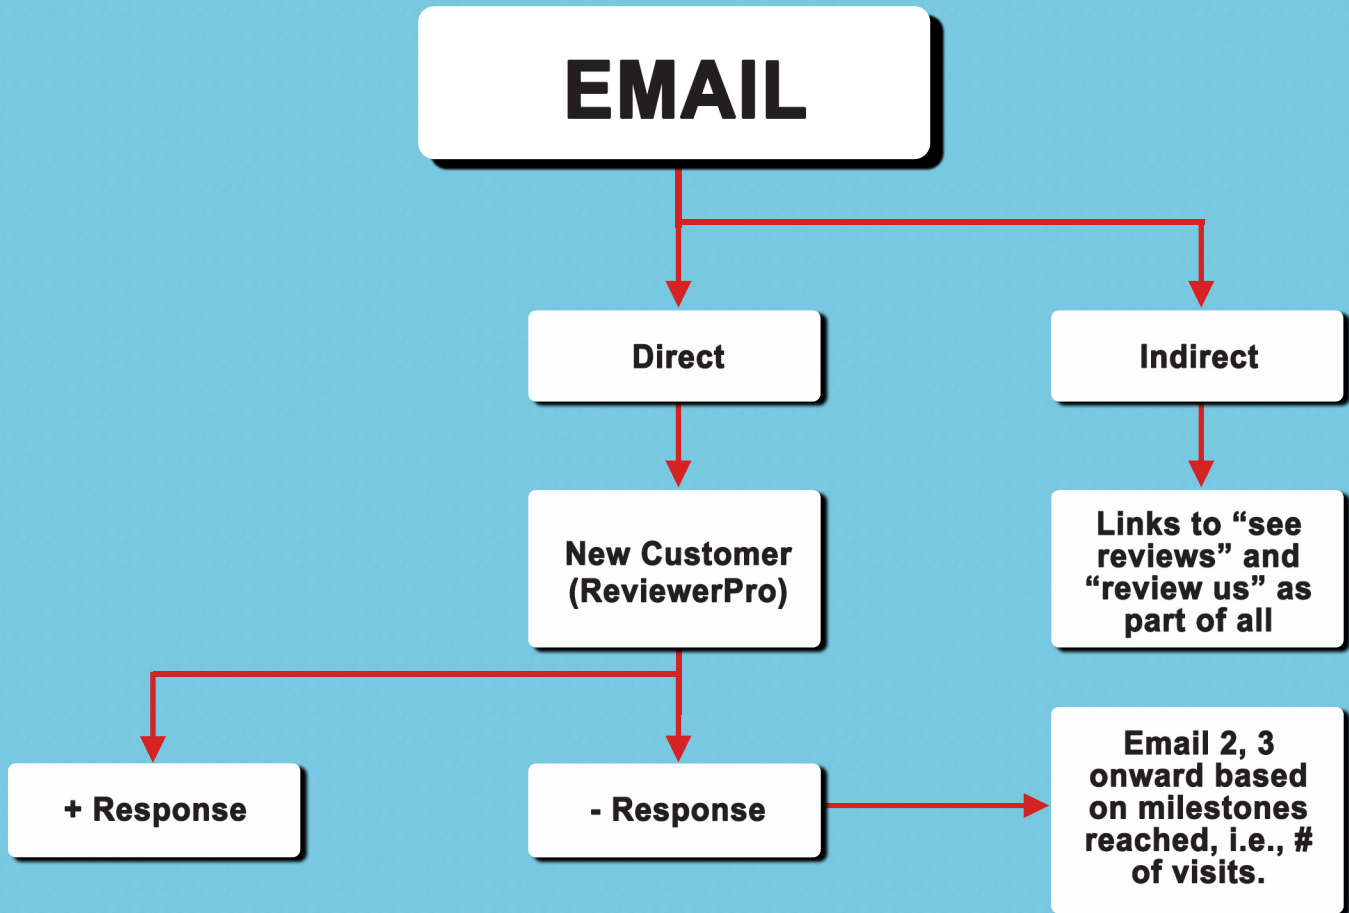 EMAIL
Direct
Indirect
New Customer
(ReviewerPro)
Links to “see
reviews” and
“review us” as
part of all
+ Response
- Response
Email 2, 3
onward based
on milestones
reached, i.e., #
of visits.